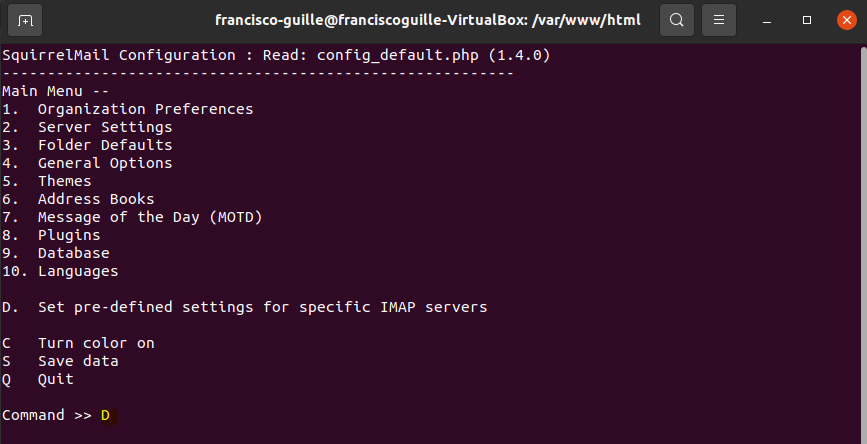 francisco-guille@franciscoguille-VirtualBox: /var/www/html
SquirrelMail Configuration : Read: config_default.php (1.4.0)
---------------------------------------------------------
Main Menu --
1.  Organization Preferences
2.  Server Settings
3.  Folder Defaults
4.  General Options
5.  Themes
6.  Address Books
7.  Message of the Day (MOTD)
8.  Plugins
9.  Database
10. Languages
D.  Set pre-defined settings for specific IMAP servers
C   Turn color on
S   Save data
Q   Quit
Command >> D